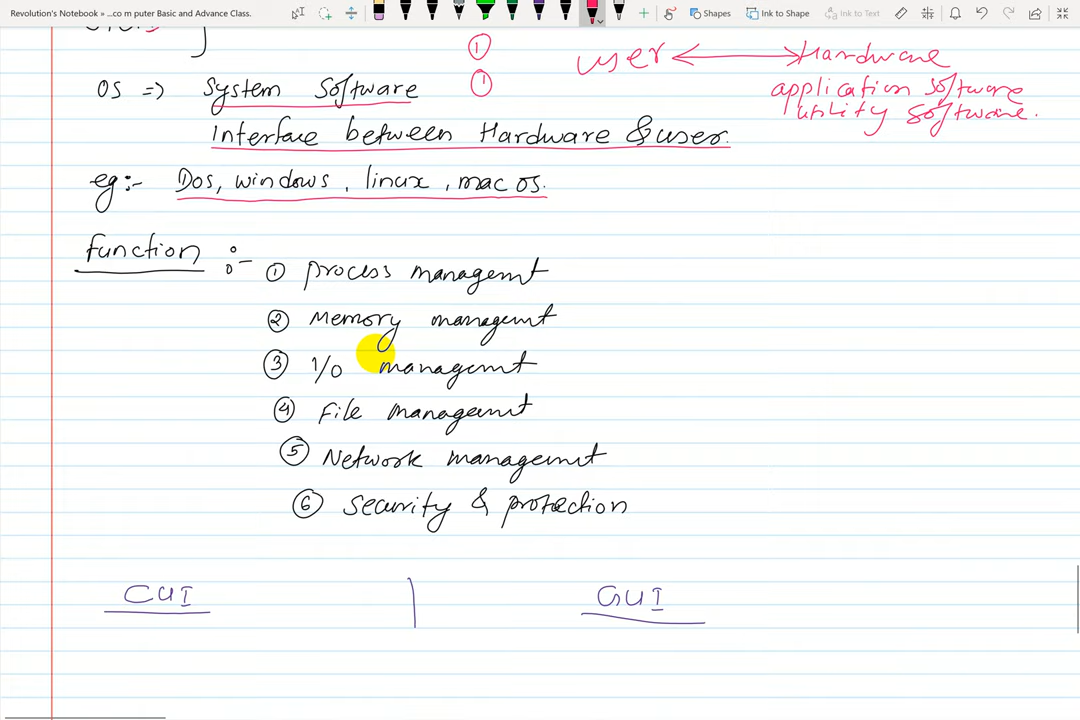 Revolution's Notebook » ...co m puter Basic and Advance Class.
Shapes
Ink to Shape
Ink to Text
①
user ⟷ Hardware
OS => System Software
①
application software
utility software.
Interface between Hardware & user.
eg:- Dos, windows, linux, mac os.
function :-
① process managemt
② Memory managemt
③ I/O managemt
④ File managemt
⑤ Network managemt
⑥ security & protection
CUI | GUI